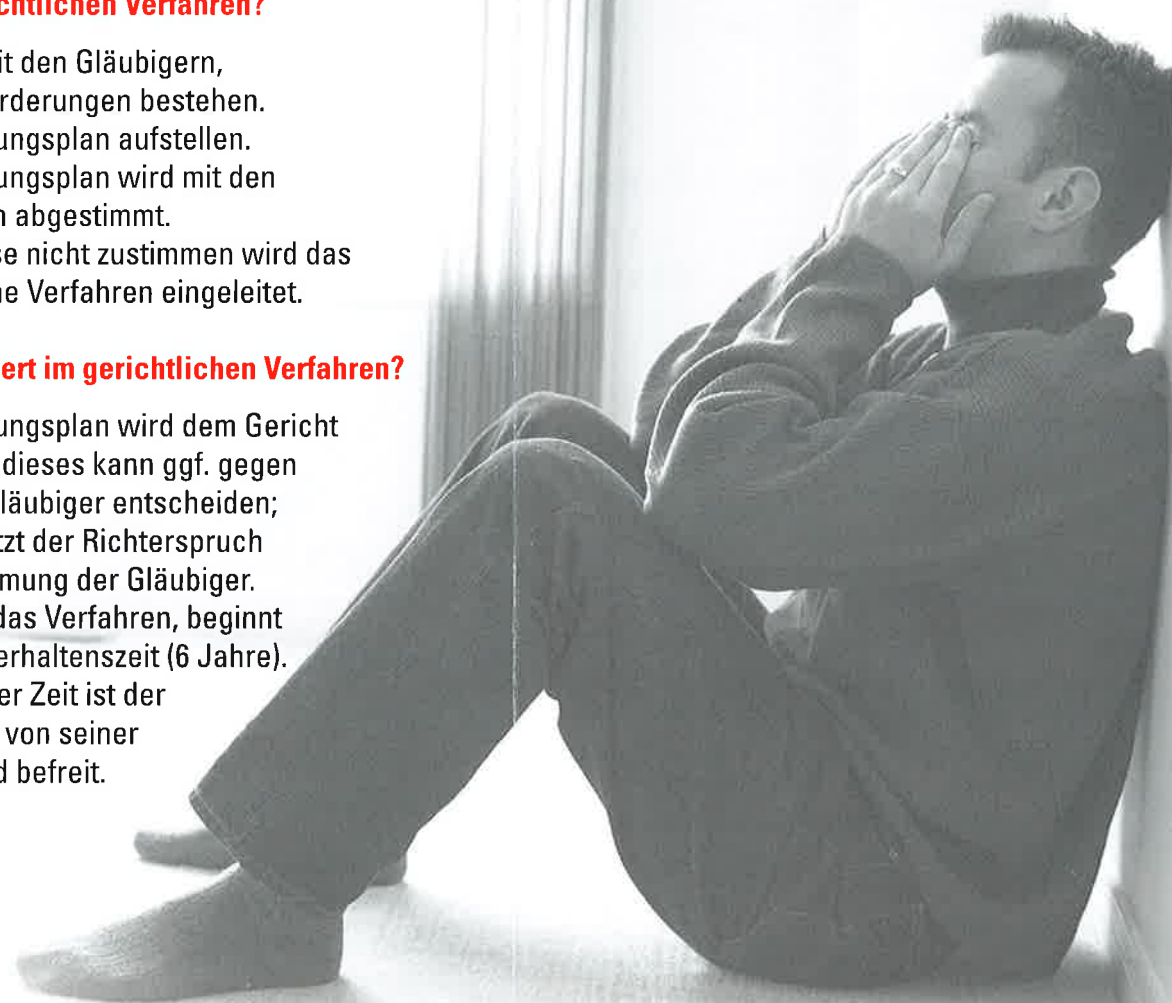 chtlichen Verfahren?
it den Gläubigern,
rderungen bestehen.
ungsplan aufstellen.
ungsplan wird mit den
n abgestimmt.
se nicht zustimmen wird das
he Verfahren eingeleitet.
ert im gerichtlichen Verfahren?
ungsplan wird dem Gericht
dieses kann ggf. gegen
läubiger entscheiden;
tzt der Richterspruch
mung der Gläubiger.
das Verfahren, beginnt
erhaltenszeit (6 Jahre).
er Zeit ist der
von seiner
d befreit.